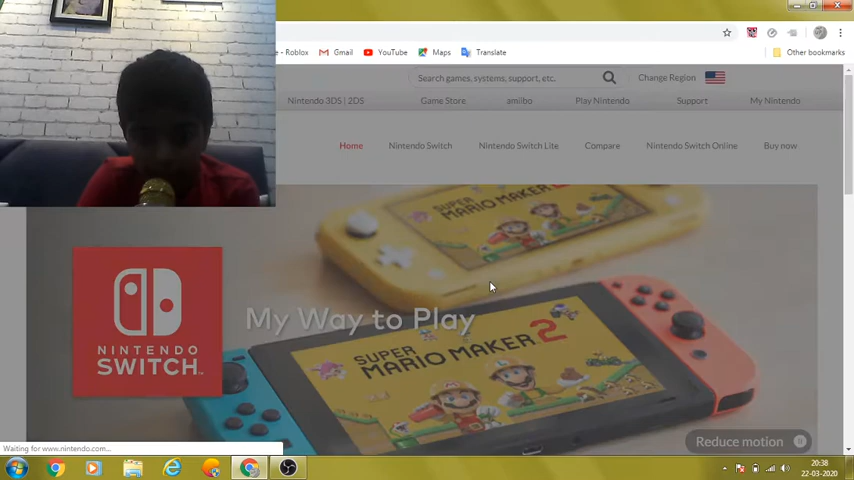 e - Roblox Gmail YouTube Maps Translate Other bookmarks
Search games, systems, support, etc. Change Region
Nintendo 3DS | 2DS Game Store amiibo Play Nintendo Support My Nintendo
Home Nintendo Switch Nintendo Switch Lite Compare Nintendo Switch Online Buy now
SUPER MARIO MAKER 2
My Way to Play
SUPER
MARIO MAKER 2
NINTENDO
SWITCH
Reduce motion
Waiting for www.nintendo.com...
20:38
22-03-2020